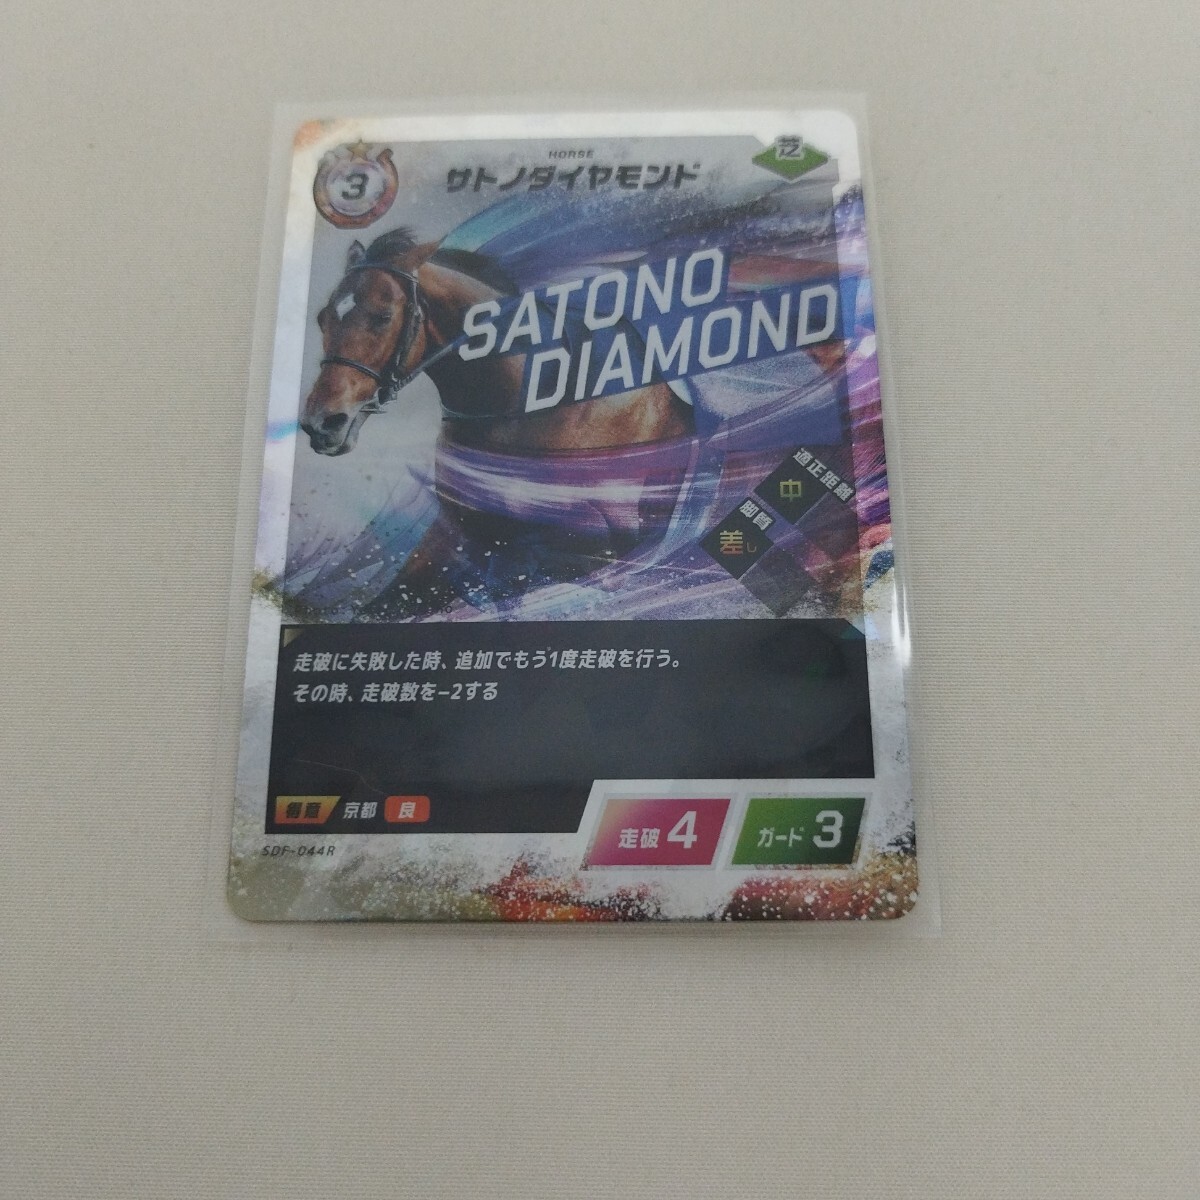 3
HORSE
サトノダイヤモンド
芝
SATONO
DIAMOND
適正距離
中
脚質
差し
走破に失敗した時、追加でもう1度走破を行う。
その時、走破数を−2する
得意 京都 良
走破 4
ガード 3
SDF-044R